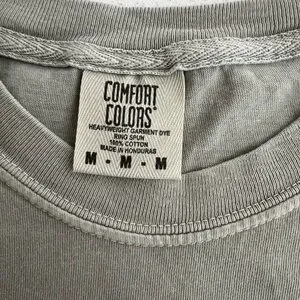 COMFORT
COLORS®
HEAVYWEIGHT GARMENT DYE
RING SPUN
100% COTTON
MADE IN HONDURAS
M - M - M